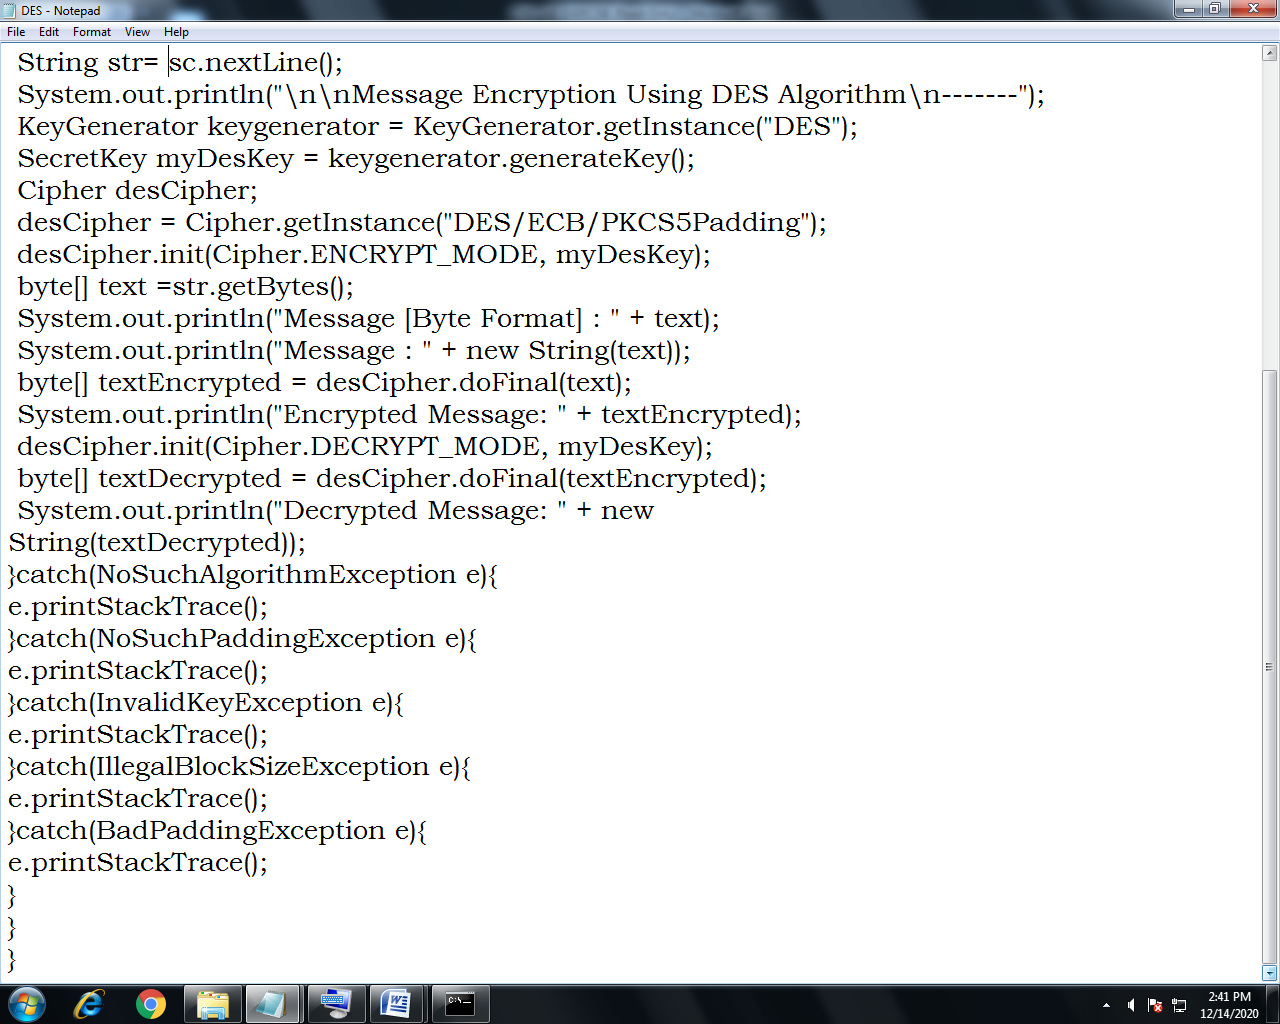 DES - Notepad
File Edit Format View Help
String str= sc.nextLine();
System.out.println("\n\nMessage Encryption Using DES Algorithm\n-------");
KeyGenerator keygenerator = KeyGenerator.getInstance("DES");
SecretKey myDesKey = keygenerator.generateKey();
Cipher desCipher;
desCipher = Cipher.getInstance("DES/ECB/PKCS5Padding");
desCipher.init(Cipher.ENCRYPT_MODE, myDesKey);
byte[] text =str.getBytes();
System.out.println("Message [Byte Format] : " + text);
System.out.println("Message : " + new String(text));
byte[] textEncrypted = desCipher.doFinal(text);
System.out.println("Encrypted Message: " + textEncrypted);
desCipher.init(Cipher.DECRYPT_MODE, myDesKey);
byte[] textDecrypted = desCipher.doFinal(textEncrypted);
System.out.println("Decrypted Message: " + new
String(textDecrypted));
}catch(NoSuchAlgorithmException e){
e.printStackTrace();
}catch(NoSuchPaddingException e){
e.printStackTrace();
}catch(InvalidKeyException e){
e.printStackTrace();
}catch(IllegalBlockSizeException e){
e.printStackTrace();
}catch(BadPaddingException e){
e.printStackTrace();
}
}
}
C:\_
2:41 PM
12/14/2020